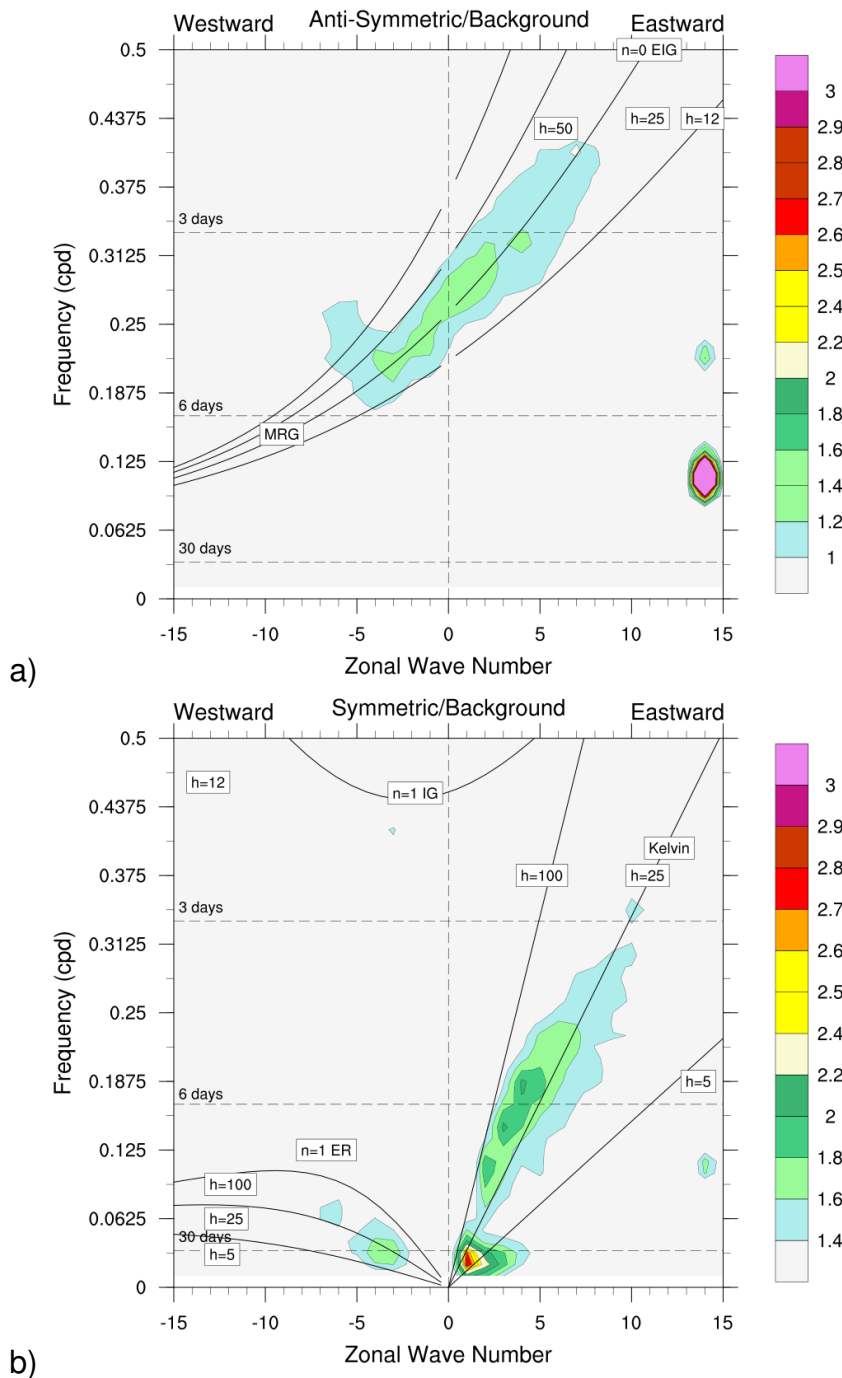 Westward Anti-Symmetric/Background Eastward
0.5
n=0 EIG
3
0.4375
h=50
h=25
h=12
2.9
2.8
0.375
2.7
3 days
2.6
0.3125
2.5
2.4
0.25
2.2
2
0.1875
6 days
1.8
MRG
1.6
0.125
1.4
0.0625
1.2
30 days
1
0
Frequency (cpd)
-15 -10 -5 0 5 10 15
Zonal Wave Number
a)
Westward Symmetric/Background Eastward
0.5
h=12
n=1 IG
3
0.4375
2.9
Kelvin
2.8
0.375
h=100
h=25
2.7
3 days
2.6
0.3125
2.5
0.25
2.4
2.2
0.1875
h=5
6 days
2
0.125
n=1 ER
1.8
h=100
1.6
0.0625
h=25
30 days
1.4
h=5
0
Frequency (cpd)
-15 -10 -5 0 5 10 15
Zonal Wave Number
b)